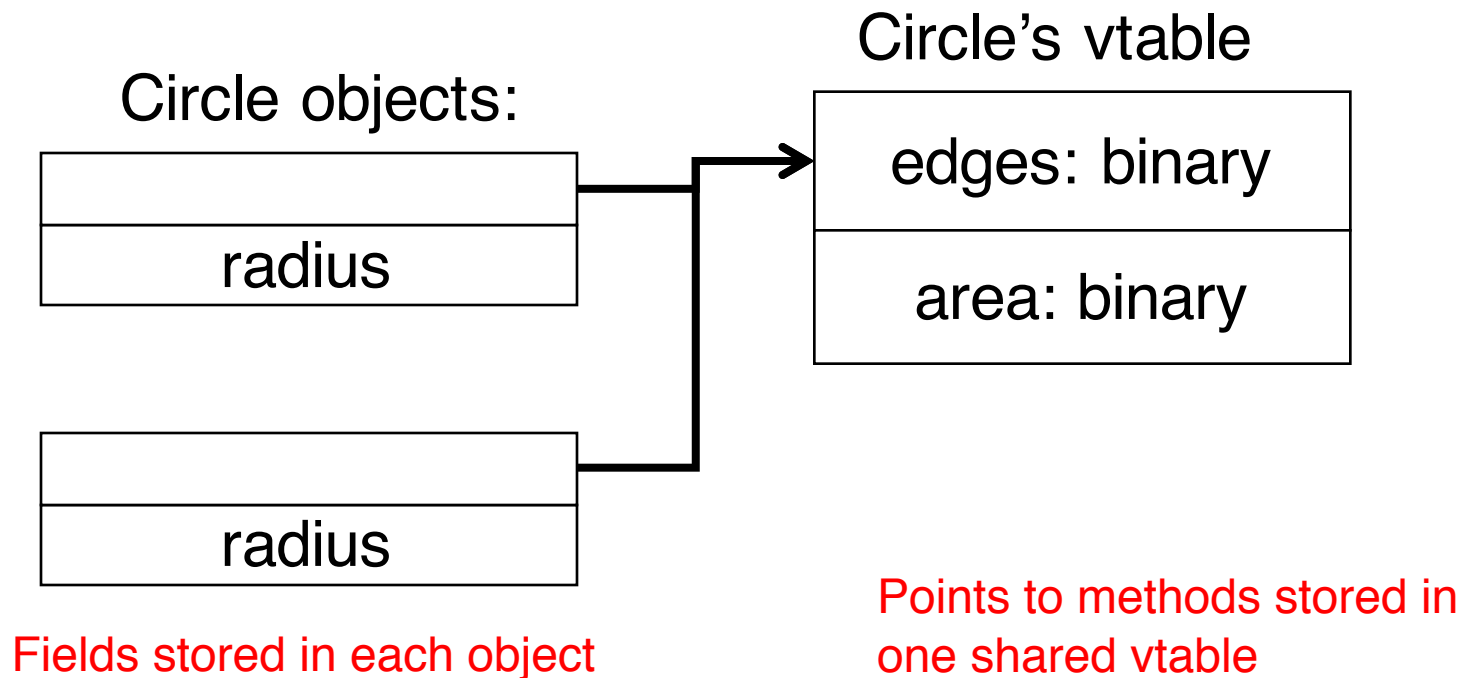 Circle's vtable
Circle objects:
edges: binary
radius
area: binary
radius
Points to methods stored in
one shared vtable
Fields stored in each object